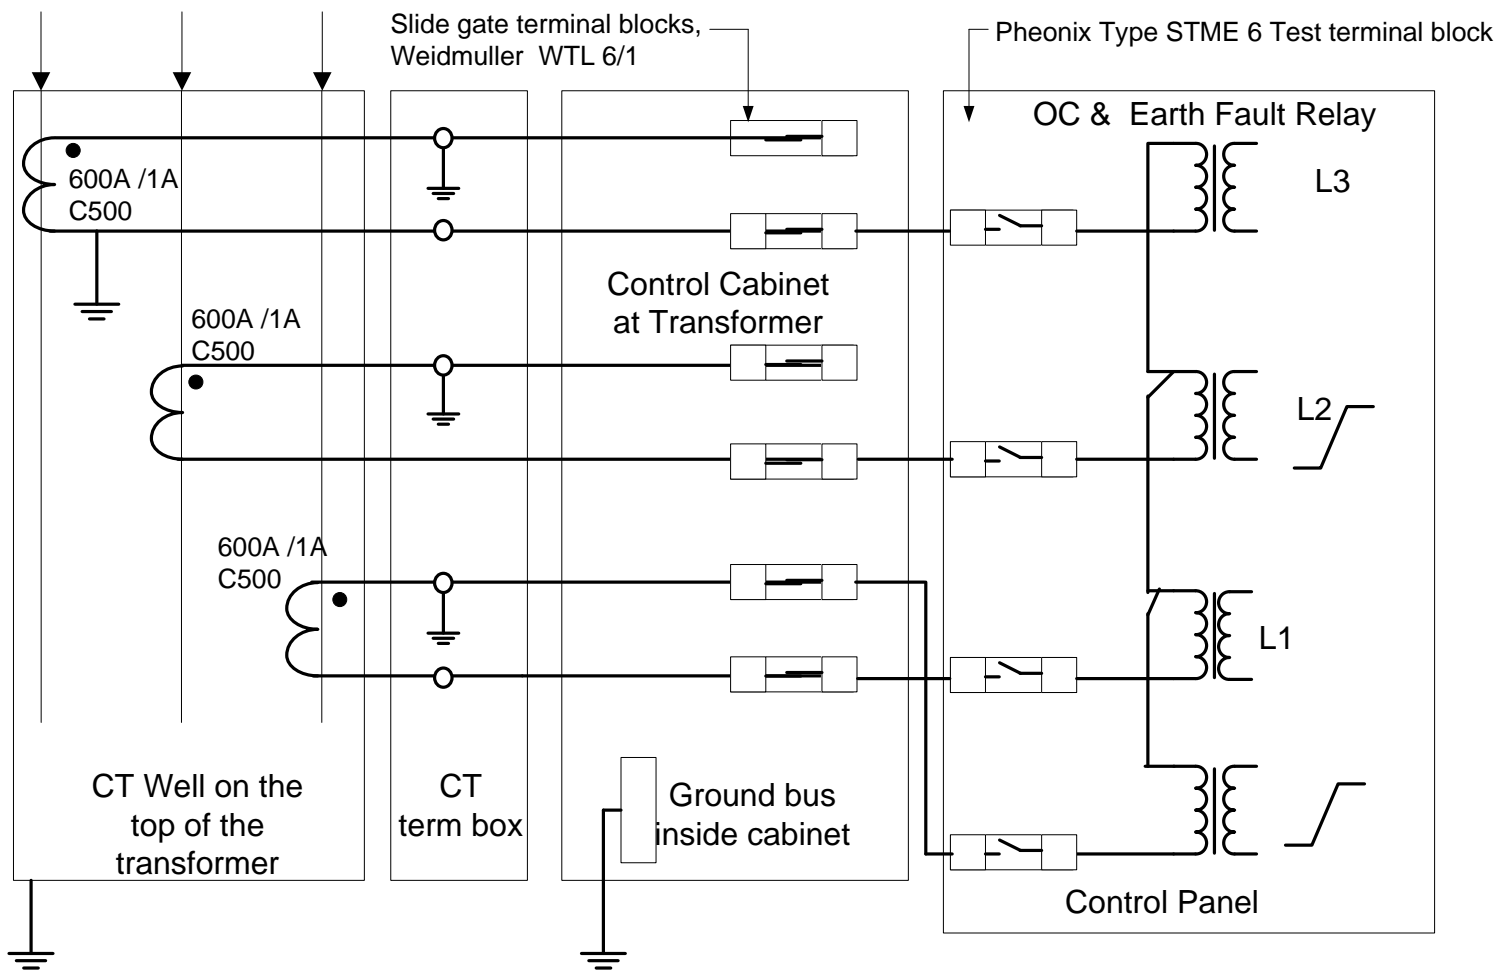 Slide gate terminal blocks,
Weidmuller WTL 6/1
Pheonix Type STME 6 Test terminal block
OC & Earth Fault Relay
L3
600A /1A
C500
Control Cabinet
at Transformer
600A /1A
C500
L2
600A /1A
C500
L1
CT Well on the
top of the
transformer
CT
term box
Ground bus
inside cabinet
Control Panel